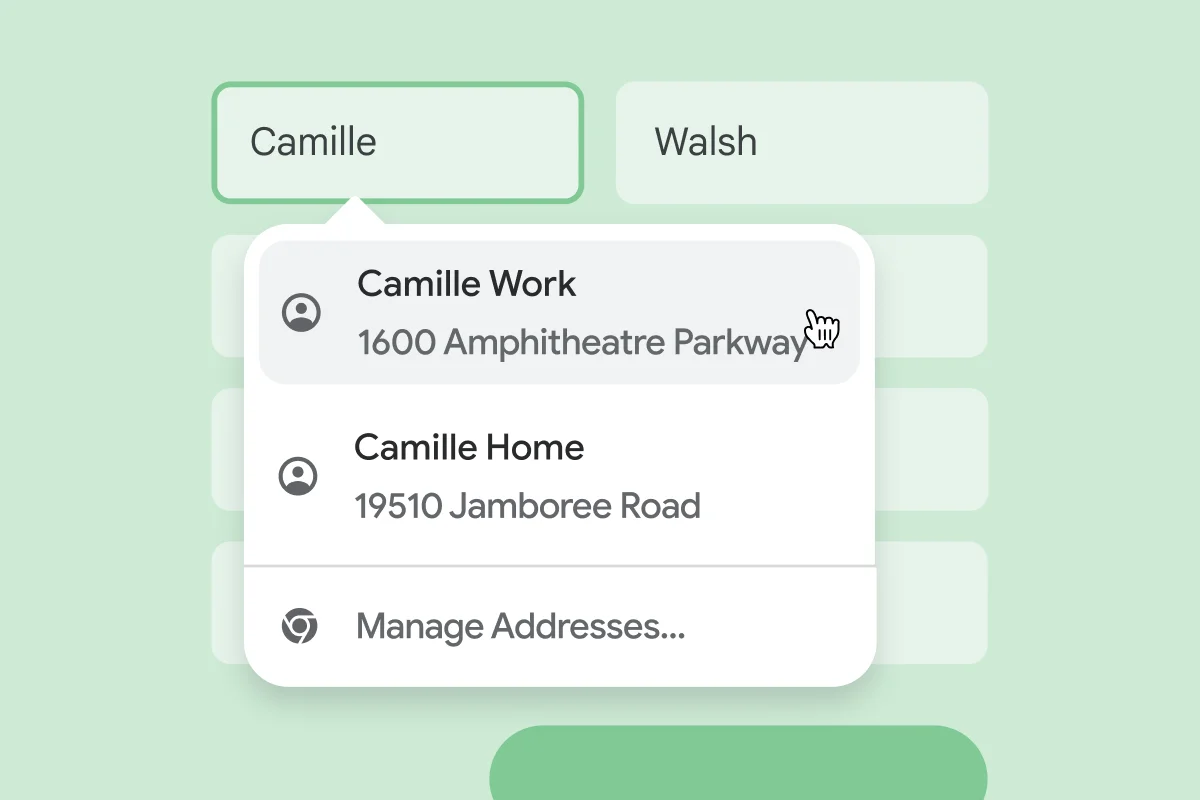 Camille
Walsh
Camille Work
1600 Amphitheatre Parkway
Camille Home
19510 Jamboree Road
Manage Addresses...